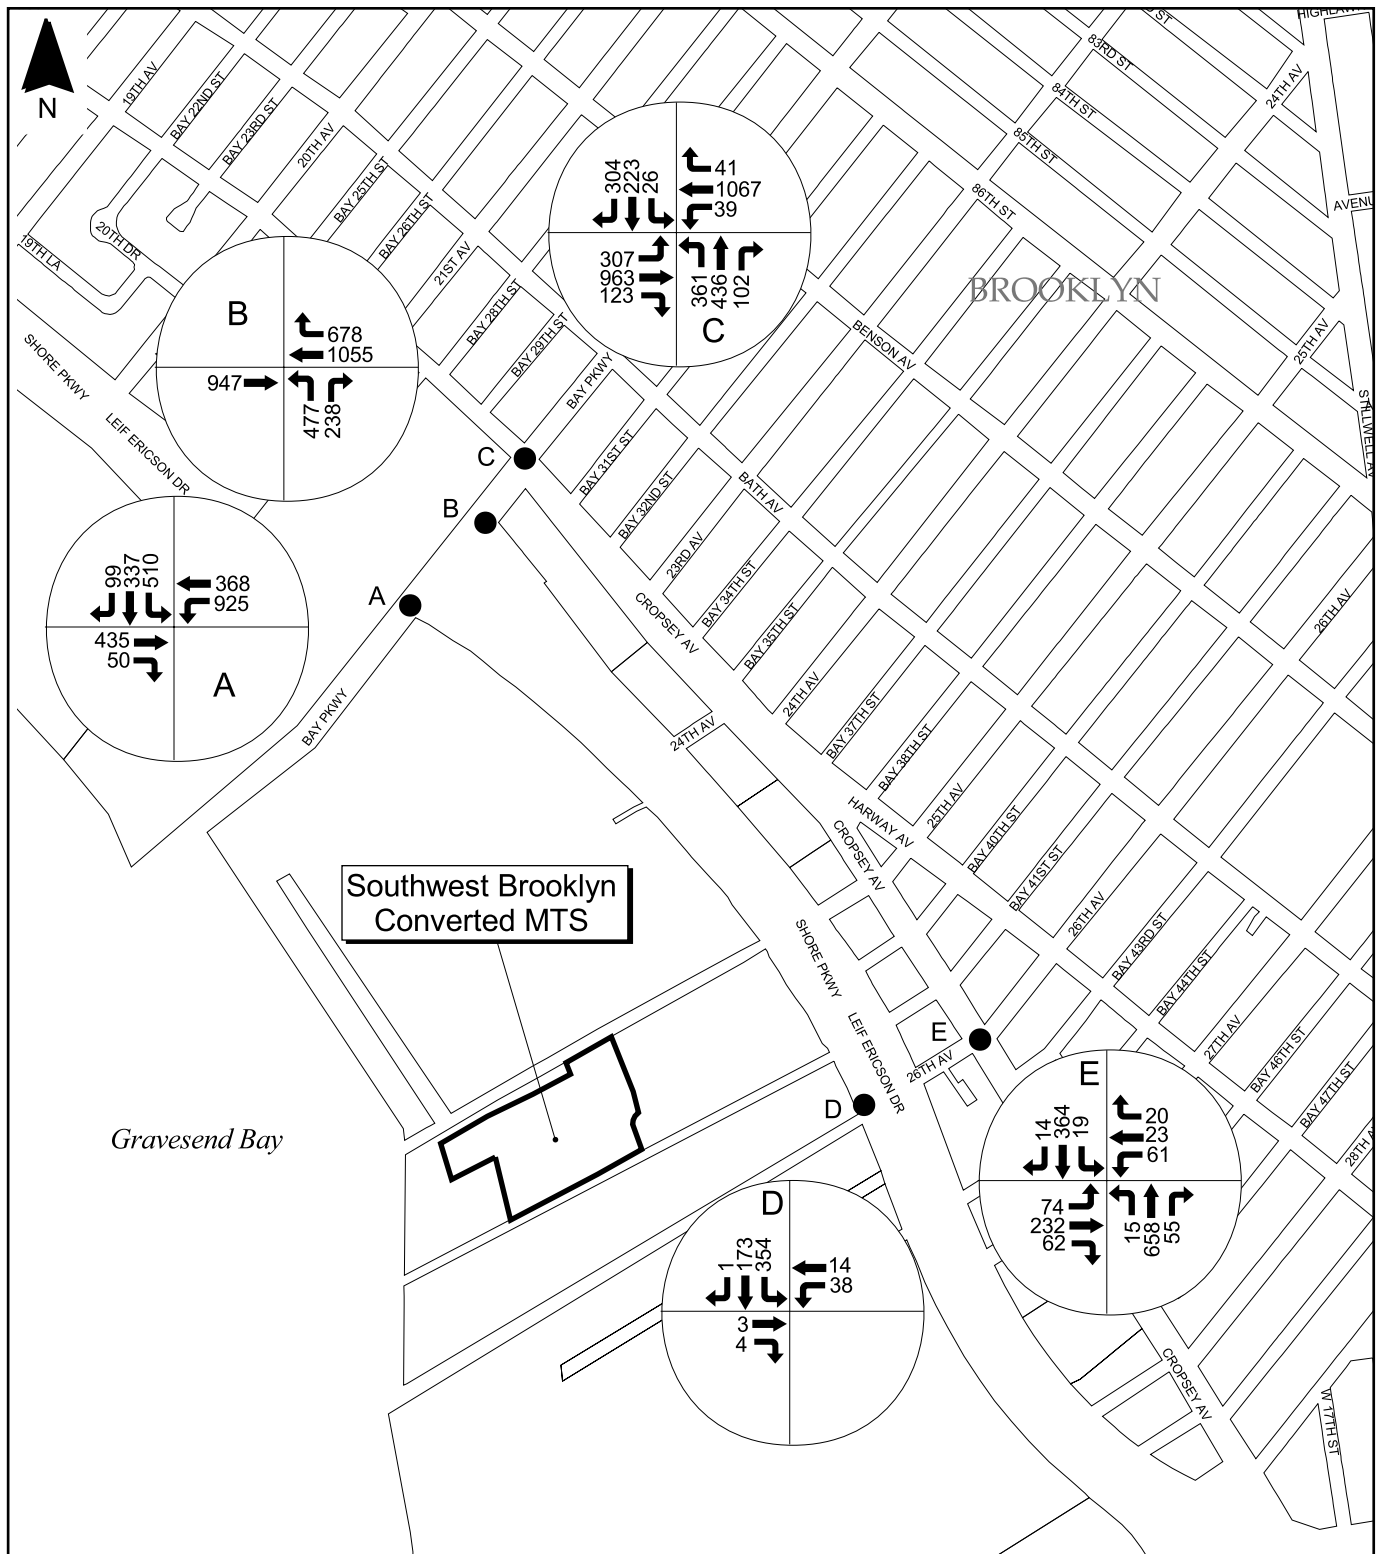 N
HIGHLAWN
19TH AV
BAY 22ND ST
BAY 23RD ST
20TH AV
BAY 25TH ST
BAY 26TH ST
21ST AV
BAY 28TH ST
BAY 29TH ST
BAY PKWY
BAY 31ST ST
BAY 32ND ST
23RD AV
BAY 34TH ST
BAY 35TH ST
24TH AV
BAY 37TH ST
BAY 38TH ST
25TH AV
BAY 40TH ST
BAY 41ST ST
26TH AV
BAY 43RD ST
BAY 44TH ST
27TH AV
BAY 46TH ST
BAY 47TH ST
28TH AV
83RD ST
84TH ST
85TH ST
86TH ST
24TH AV
AVENU
25TH AV
STILLWELL AV
26TH AV
BROOKLYN
BENSON AV
BATH AV
CROPSEY AV
HARWAY AV
CROPSEY AV
19TH LA
20TH DR
SHORE PKWY
LEIF ERICSON DR
304
223
26
41
1067
39
307
963
123
361
436
102
C
B
678
1055
947
477
238
99
337
510
368
925
435
50
A
C
B
A
BAY PKWY
24TH AV
Southwest Brooklyn
Converted MTS
SHORE PKWY
LEIF ERICSON DR
26TH AV
E
D
Gravesend Bay
E
14
364
19
20
23
61
74
232
62
15
658
55
D
1
173
354
14
38
3
4
CROPSEY AV
W 17TH ST